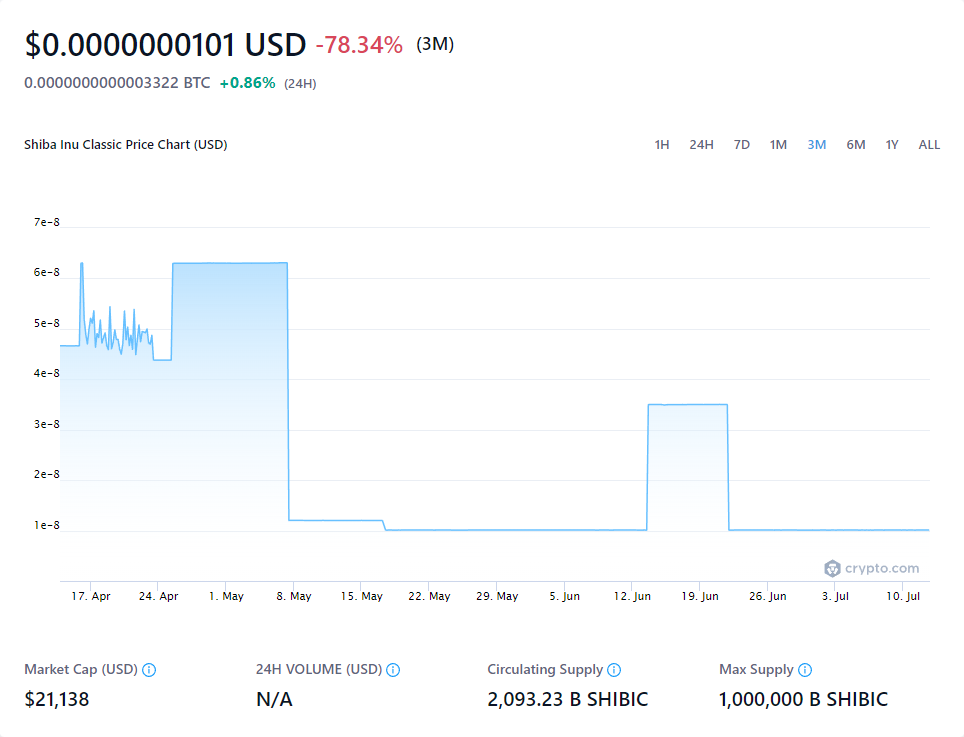 $0.0000000101 USD -78.34% (3M)
0.0000000000003322 BTC +0.86% (24H)
Shiba Inu Classic Price Chart (USD) 1H 24H 7D 1M 3M 6M 1Y ALL
7e-8
6e-8
5e-8
4e-8
3e-8
2e-8
1e-8
crypto.com
17. Apr 24. Apr 1. May 8. May 15. May 22. May 29. May 5. Jun 12. Jun 19. Jun 26. Jun 3. Jul 10. Jul
Market Cap (USD) 24H VOLUME (USD) Circulating Supply Max Supply
$21,138 N/A 2,093.23 B SHIBIC 1,000,000 B SHIBIC